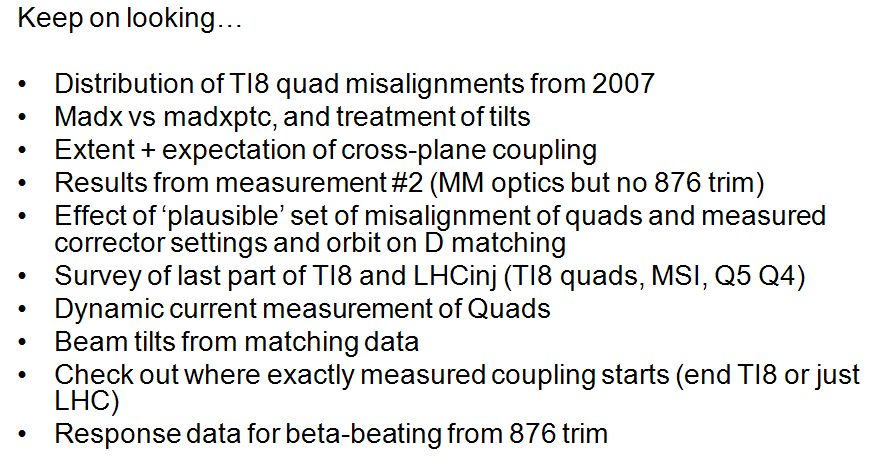 Keep on looking…
• Distribution of TI8 quad misalignments from 2007
• Madx vs madxptc, and treatment of tilts
• Extent + expectation of cross-plane coupling
• Results from measurement #2 (MM optics but no 876 trim)
• Effect of ‘plausible’ set of misalignment of quads and measured
corrector settings and orbit on D matching
• Survey of last part of TI8 and LHCinj (TI8 quads, MSI, Q5 Q4)
• Dynamic current measurement of Quads
• Beam tilts from matching data
• Check out where exactly measured coupling starts (end TI8 or just
LHC)
• Response data for beta-beating from 876 trim